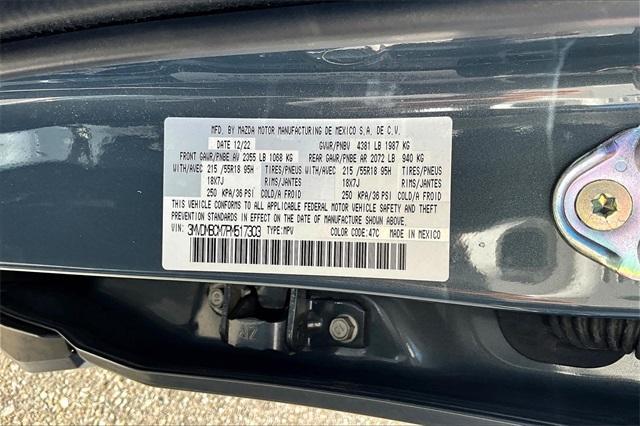 MFD. BY MAZDA MOTOR MANUFACTURING DE MEXICO S.A. DE C.V.
12/22 GVWR/PNBV 4381 LB 1987 KG
FRONT GAWR/PNBE AV 2355 LB 1068 KG REAR GAWR/PNBE AR 2072 LB 940 KG
WITH/AVEC 215 /55R18 95H TIRES/PNEUS WITH/AVEC 215 /55R18 95H TIRES/PNEUS
18X7J RIMS/JANTES 18X7J RIMS/JANTES
250 KPA/36 PSI COLD/A FROID 250 KPA/36 PSI COLD/A FROID
THIS VEHICLE CONFORMS TO ALL APPLICABLE FEDERAL MOTOR VEHICLE SAFETY AND THEFT
PREVENTION STANDARDS IN EFFECT ON THE DATE OF MANUFACTURE SHOWN ABOVE.
VIN: 3MVDMBCM7PM517303 TYPE:MPV COLOR CODE:47C MADE IN MEXICO